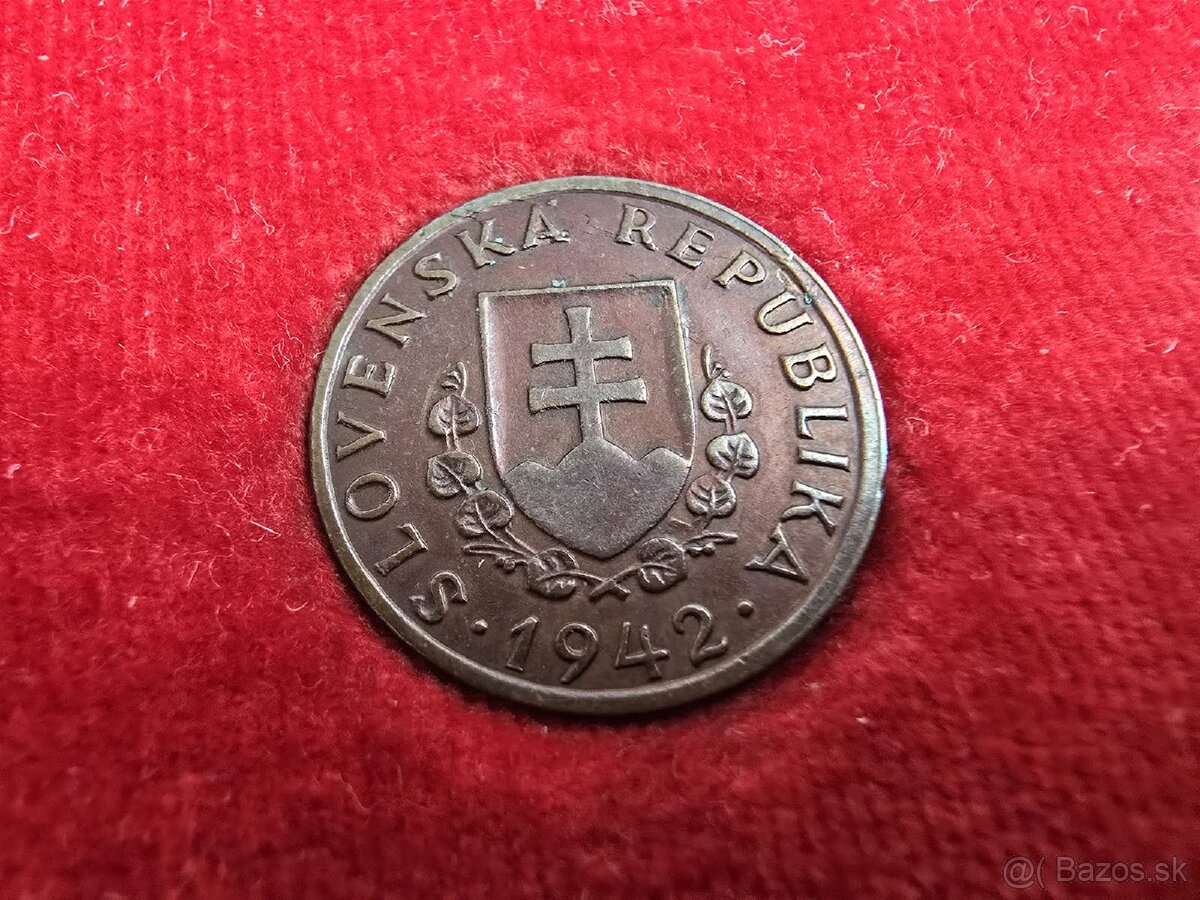 SLOVENSKÁ REPUBLIKA
· 1942 ·
@( Bazos.sk